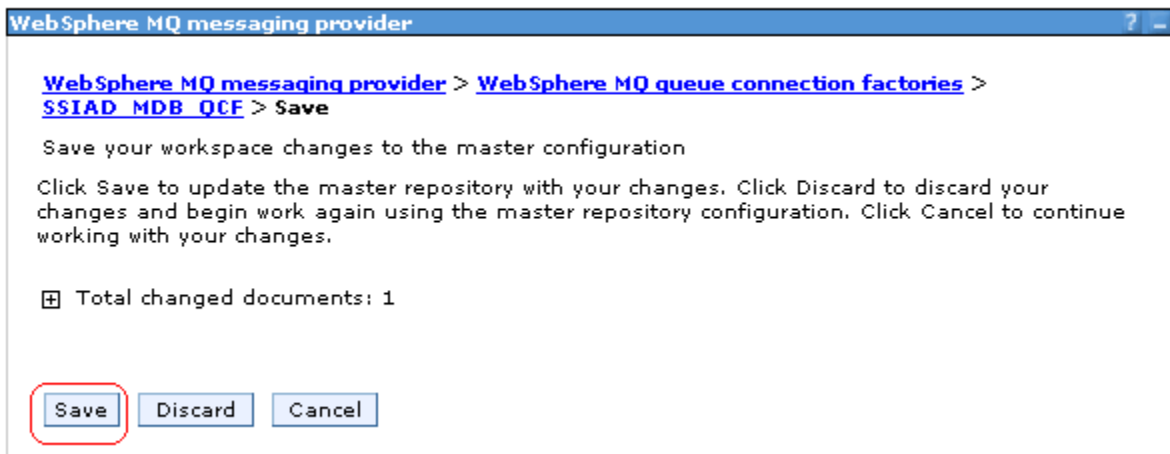 WebSphere MQ messaging provider ? –
WebSphere MQ messaging provider > WebSphere MQ queue connection factories >
SSIAD_MDB_QCF > Save
Save your workspace changes to the master configuration
Click Save to update the master repository with your changes. Click Discard to discard your
changes and begin work again using the master repository configuration. Click Cancel to continue
working with your changes.
Total changed documents: 1
Save Discard Cancel